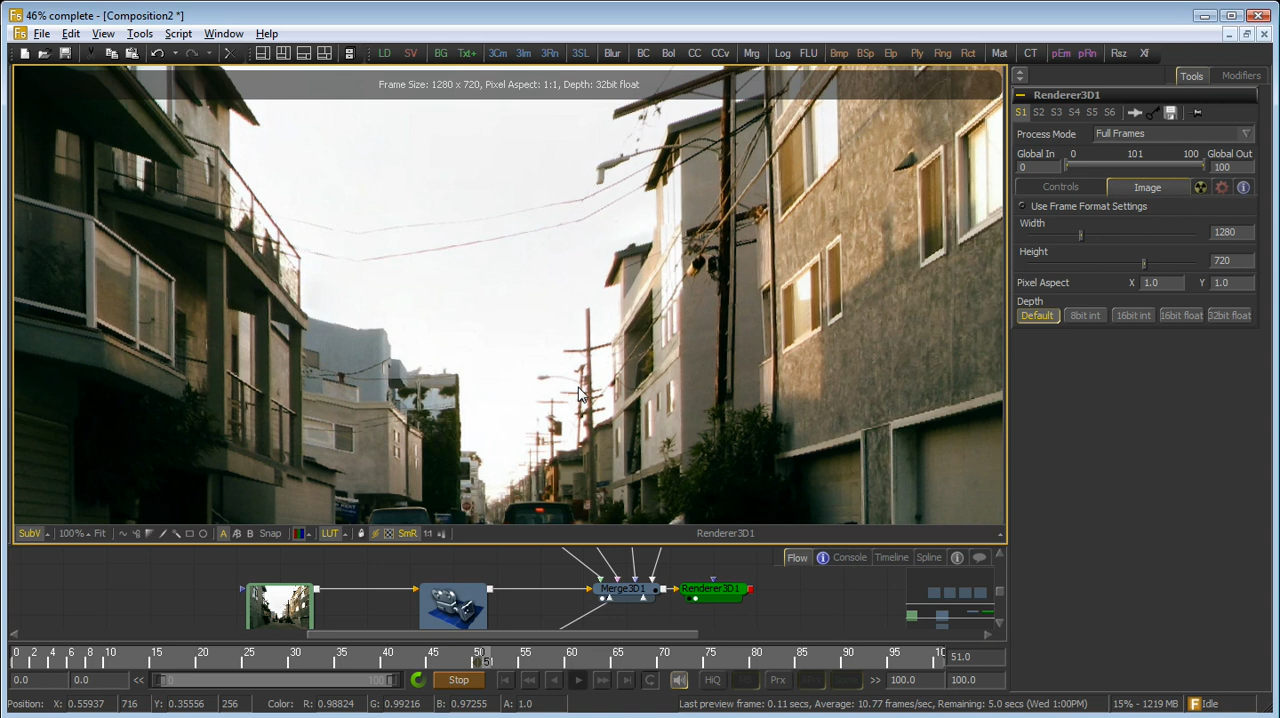 46% complete - [Composition2 *]
File Edit View Tools Script Window Help
LD SV BG Txt+ 3Cm 3Im 3Rn 3SL Blur BC Bol CC CCv Mrg Log FLU Bmp BSp Elp Ply Rng Rct Mat CT pEm pRn Rsz Xf
Frame Size: 1280 x 720, Pixel Aspect: 1:1, Depth: 32bit float
Tools Modifiers
Renderer3D1
S1 S2 S3 S4 S5 S6
Process Mode Full Frames
Global In 0 101 100 Global Out
0 100
Controls Image
Use Frame Format Settings
Width
1280
Height
720
Pixel Aspect X 1.0 Y 1.0
Depth
Default 8bit int 16bit int 16bit float 32bit float
SubV 100% Fit A B Snap LUT SmR 1:1 Renderer3D1
Flow Console Timeline Spline
Merge3D1 Renderer3D1
0 2 4 6 8 10 15 20 25 30 35 40 45 50 55 60 65 70 75 80 85 90 95 10 51.0
0.0 0.0 << 0 100 Stop HiQ Prx >> 100.0 100.0
Position: X: 0.55937 716 Y: 0.35556 256 Color: R: 0.98824 G: 0.99216 B: 0.97255 A: 1.0 Last preview frame: 0.11 secs, Average: 10.77 frames/sec, Remaining: 5.0 secs (Wed 1:00PM) 15% - 1219 MB Idle